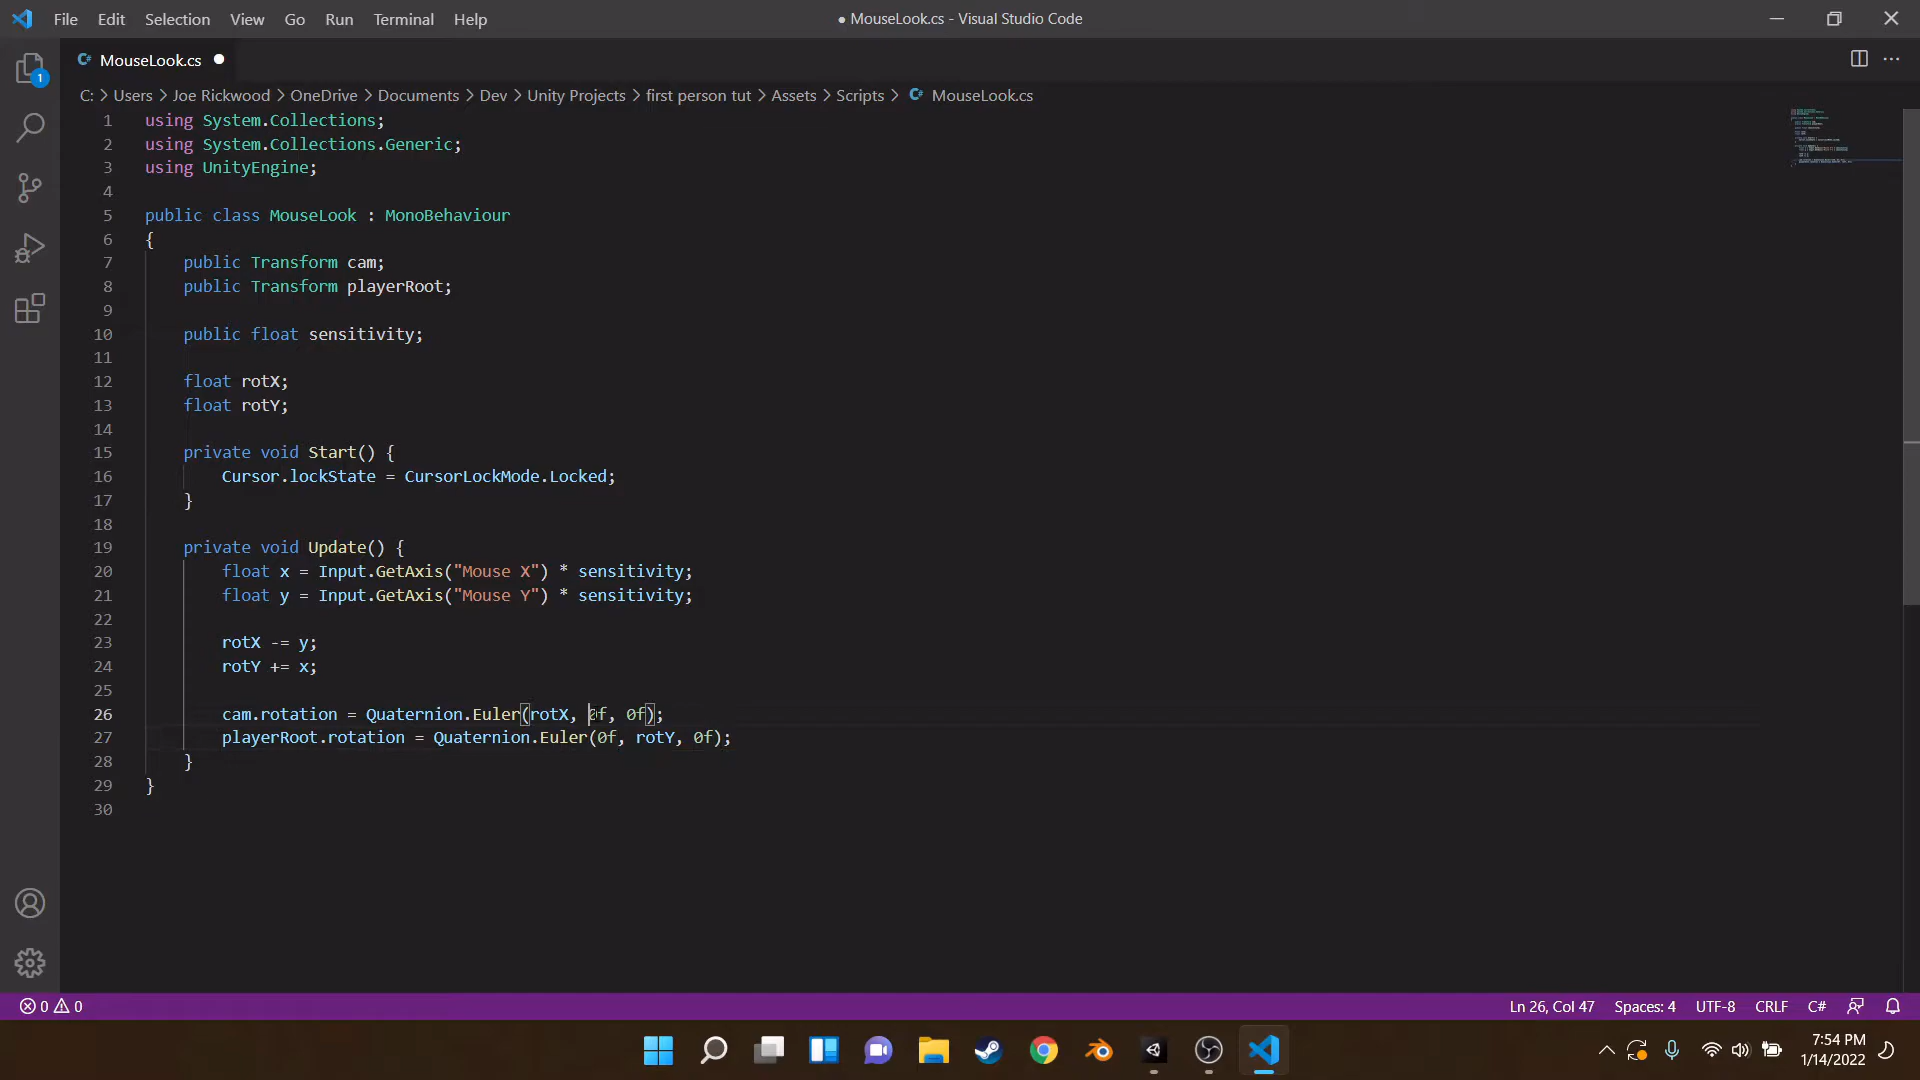 File Edit Selection View Go Run Terminal Help
● MouseLook.cs - Visual Studio Code
MouseLook.cs
C: > Users > Joe Rickwood > OneDrive > Documents > Dev > Unity Projects > first person tut > Assets > Scripts > MouseLook.cs
1 using System.Collections;
2 using System.Collections.Generic;
3 using UnityEngine;
4
5 public class MouseLook : MonoBehaviour
6 {
7 public Transform cam;
8 public Transform playerRoot;
9
10 public float sensitivity;
11
12 float rotX;
13 float rotY;
14
15 private void Start() {
16 Cursor.lockState = CursorLockMode.Locked;
17 }
18
19 private void Update() {
20 float x = Input.GetAxis("Mouse X") * sensitivity;
21 float y = Input.GetAxis("Mouse Y") * sensitivity;
22
23 rotX -= y;
24 rotY += x;
25
26 cam.rotation = Quaternion.Euler(rotX, 0f, 0f);
27 playerRoot.rotation = Quaternion.Euler(0f, rotY, 0f);
28 }
29 }
30
1
0 0 Ln 26, Col 47 Spaces: 4 UTF-8 CRLF C#
7:54 PM
1/14/2022